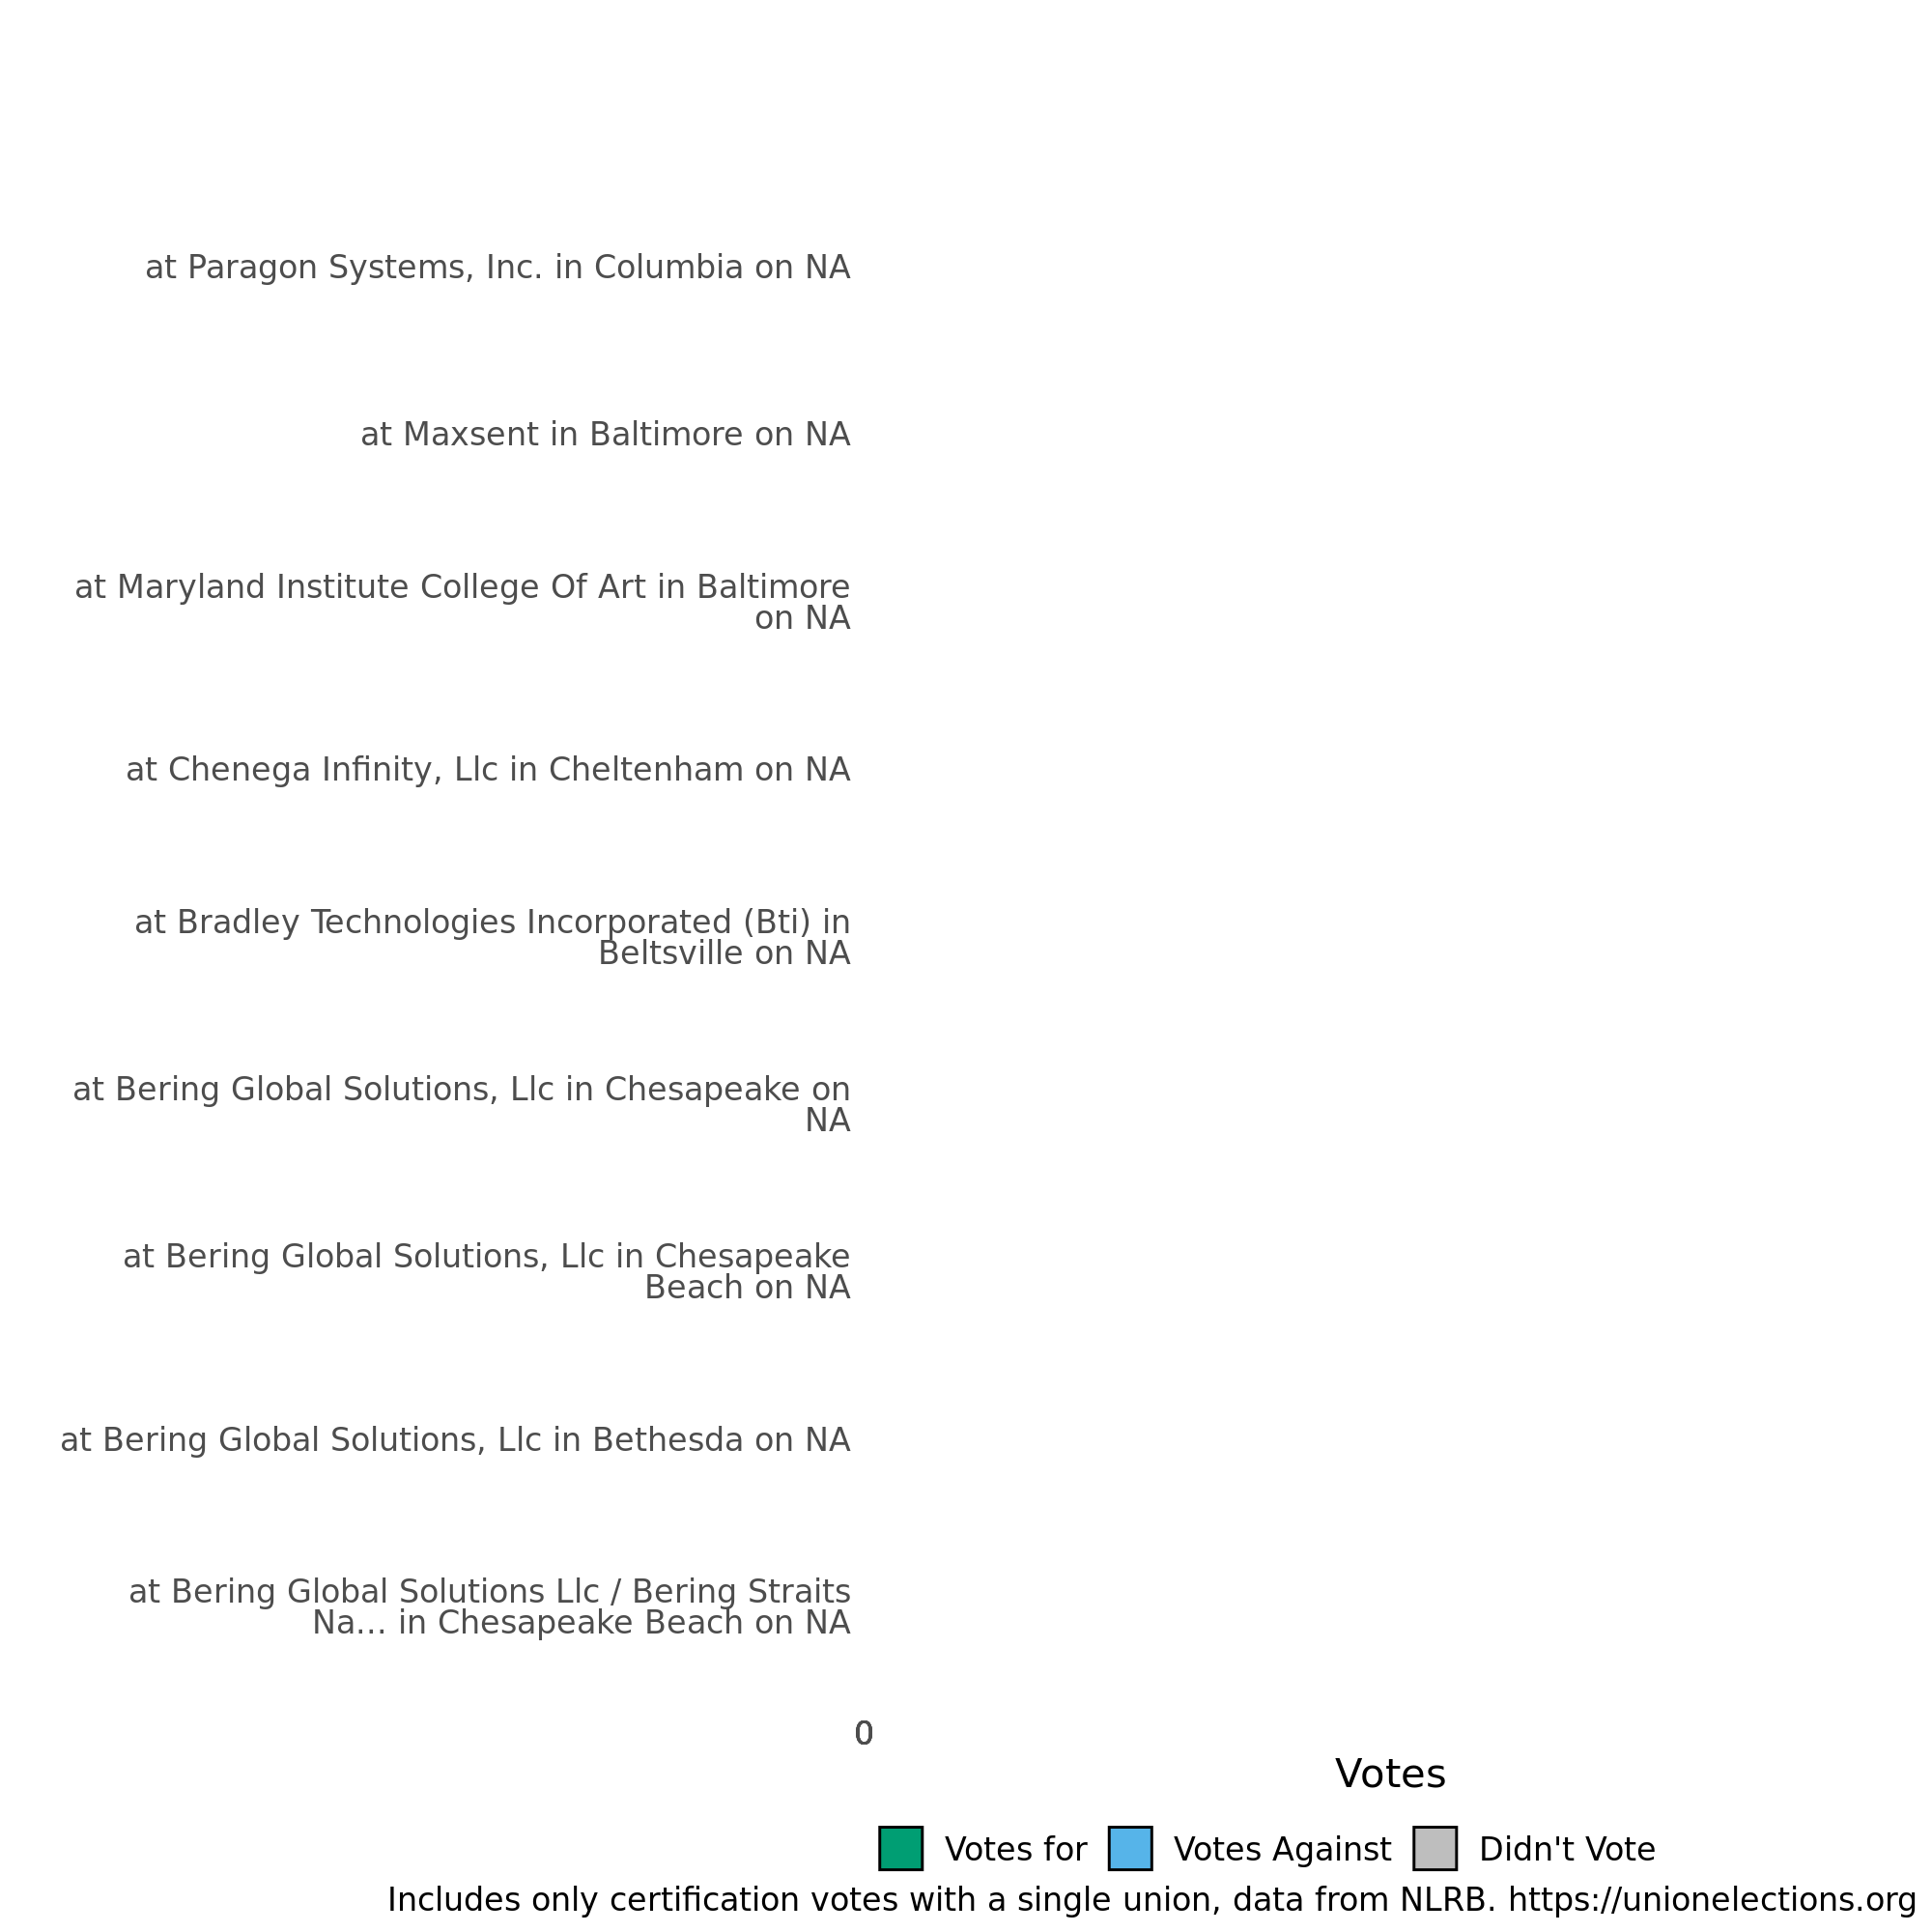 at Paragon Systems, Inc. in Columbia on NA
at Maxsent in Baltimore on NA
at Maryland Institute College Of Art in Baltimore
on NA
at Chenega Infinity, Llc in Cheltenham on NA
at Bradley Technologies Incorporated (Bti) in
Beltsville on NA
at Bering Global Solutions, Llc in Chesapeake on
NA
at Bering Global Solutions, Llc in Chesapeake
Beach on NA
at Bering Global Solutions, Llc in Bethesda on NA
at Bering Global Solutions Llc / Bering Straits
Na... in Chesapeake Beach on NA
0
Votes
Votes for
Votes Against
Didn't Vote
Includes only certification votes with a single union, data from NLRB. https://unionelections.org